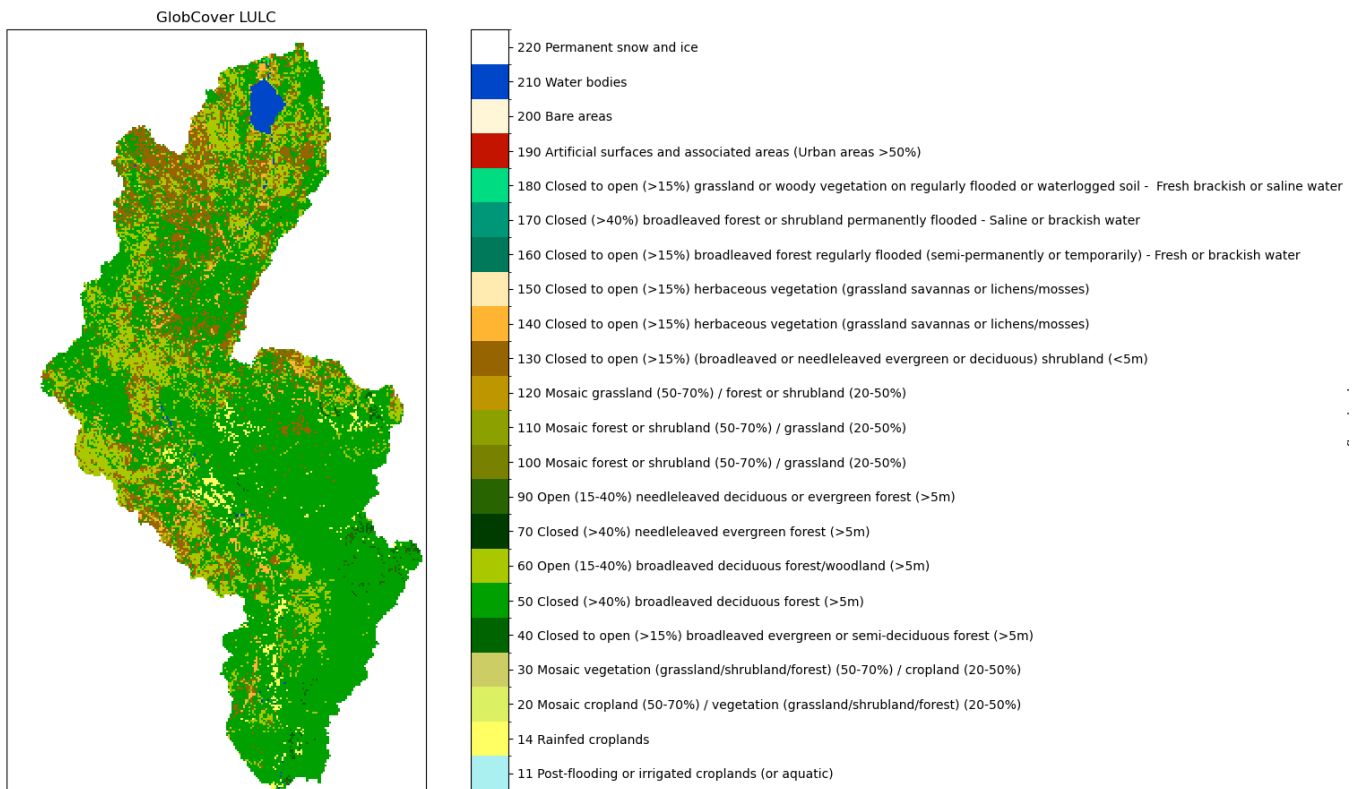 GlobCover LULC
220 Permanent snow and ice
210 Water bodies
200 Bare areas
190 Artificial surfaces and associated areas (Urban areas >50%)
180 Closed to open (>15%) grassland or woody vegetation on regularly flooded or waterlogged soil -  Fresh brackish or saline water
170 Closed (>40%) broadleaved forest or shrubland permanently flooded - Saline or brackish water
160 Closed to open (>15%) broadleaved forest regularly flooded (semi-permanently or temporarily) - Fresh or brackish water
150 Closed to open (>15%) herbaceous vegetation (grassland savannas or lichens/mosses)
140 Closed to open (>15%) herbaceous vegetation (grassland savannas or lichens/mosses)
130 Closed to open (>15%) (broadleaved or needleleaved evergreen or deciduous) shrubland (<5m)
120 Mosaic grassland (50-70%) / forest or shrubland (20-50%)
110 Mosaic forest or shrubland (50-70%) / grassland (20-50%)
100 Mosaic forest or shrubland (50-70%) / grassland (20-50%)
90 Open (15-40%) needleleaved deciduous or evergreen forest (>5m)
70 Closed (>40%) needleleaved evergreen forest (>5m)
60 Open (15-40%) broadleaved deciduous forest/woodland (>5m)
50 Closed (>40%) broadleaved deciduous forest (>5m)
40 Closed to open (>15%) broadleaved evergreen or semi-deciduous forest (>5m)
30 Mosaic vegetation (grassland/shrubland/forest) (50-70%) / cropland (20-50%)
20 Mosaic cropland (50-70%) / vegetation (grassland/shrubland/forest) (20-50%)
14 Rainfed croplands
11 Post-flooding or irrigated croplands (or aquatic)